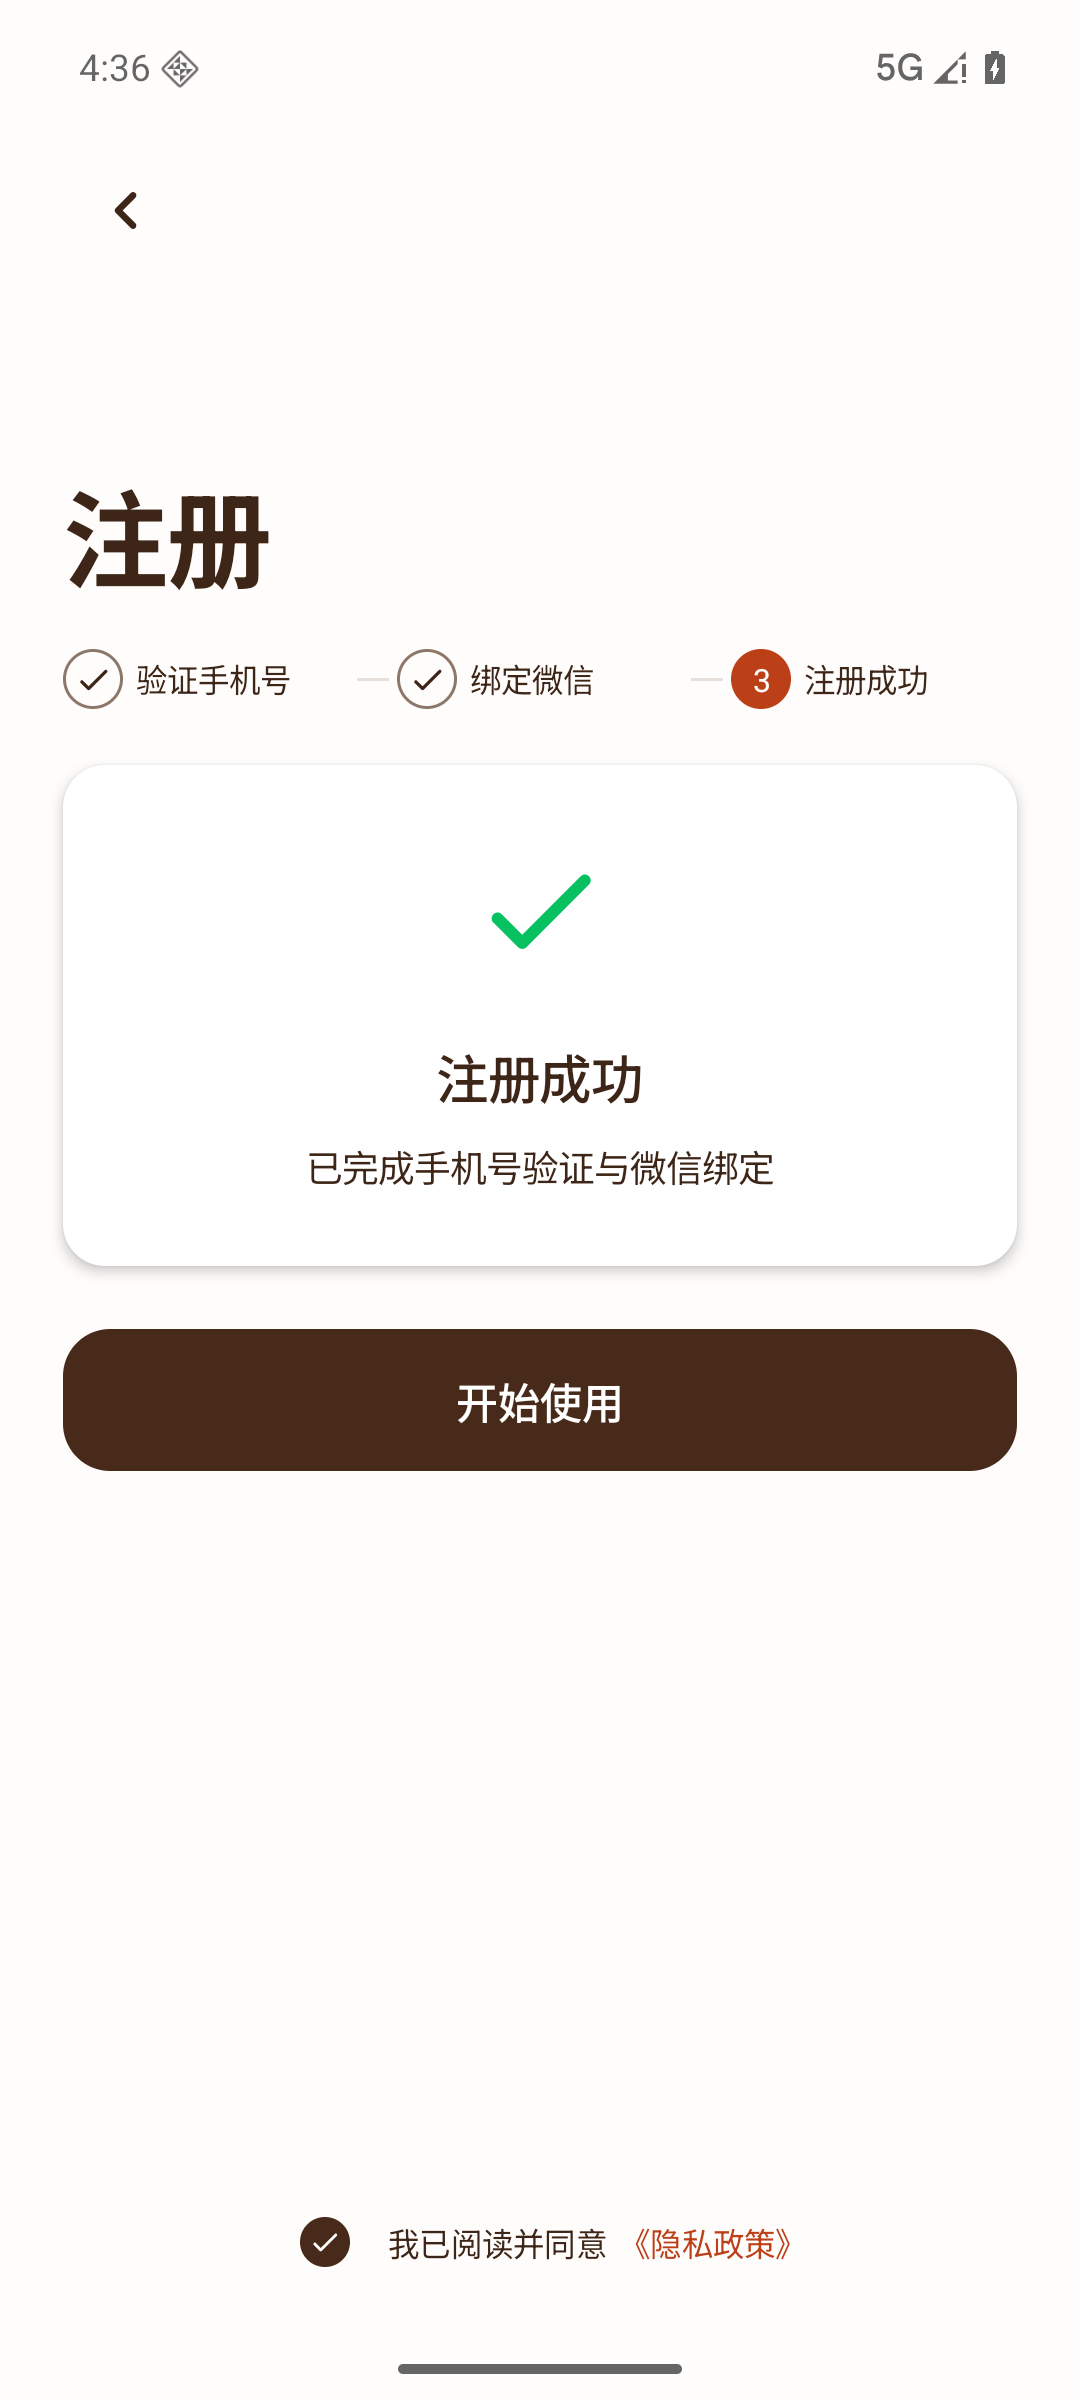 4:36 5G
注册
验证手机号 绑定微信 3 注册成功
注册成功
已完成手机号验证与微信绑定
开始使用
我已阅读并同意 《隐私政策》